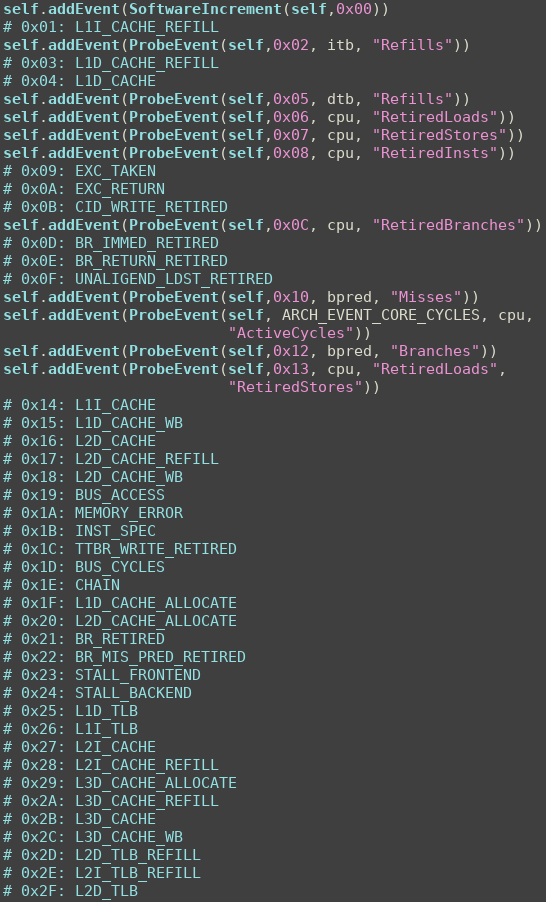 self.addEvent(SoftwareIncrement(self,0x00))
# 0x01: L1I_CACHE_REFILL
self.addEvent(ProbeEvent(self,0x02, itb, "Refills"))
# 0x03: L1D_CACHE_REFILL
# 0x04: L1D_CACHE
self.addEvent(ProbeEvent(self,0x05, dtb, "Refills"))
self.addEvent(ProbeEvent(self,0x06, cpu, "RetiredLoads"))
self.addEvent(ProbeEvent(self,0x07, cpu, "RetiredStores"))
self.addEvent(ProbeEvent(self,0x08, cpu, "RetiredInsts"))
# 0x09: EXC_TAKEN
# 0x0A: EXC_RETURN
# 0x0B: CID_WRITE_RETIRED
self.addEvent(ProbeEvent(self,0x0C, cpu, "RetiredBranches"))
# 0x0D: BR_IMMED_RETIRED
# 0x0E: BR_RETURN_RETIRED
# 0x0F: UNALIGEND_LDST_RETIRED
self.addEvent(ProbeEvent(self,0x10, bpred, "Misses"))
self.addEvent(ProbeEvent(self, ARCH_EVENT_CORE_CYCLES, cpu,
"ActiveCycles"))
self.addEvent(ProbeEvent(self,0x12, bpred, "Branches"))
self.addEvent(ProbeEvent(self,0x13, cpu, "RetiredLoads",
"RetiredStores"))
# 0x14: L1I_CACHE
# 0x15: L1D_CACHE_WB
# 0x16: L2D_CACHE
# 0x17: L2D_CACHE_REFILL
# 0x18: L2D_CACHE_WB
# 0x19: BUS_ACCESS
# 0x1A: MEMORY_ERROR
# 0x1B: INST_SPEC
# 0x1C: TTBR_WRITE_RETIRED
# 0x1D: BUS_CYCLES
# 0x1E: CHAIN
# 0x1F: L1D_CACHE_ALLOCATE
# 0x20: L2D_CACHE_ALLOCATE
# 0x21: BR_RETIRED
# 0x22: BR_MIS_PRED_RETIRED
# 0x23: STALL_FRONTEND
# 0x24: STALL_BACKEND
# 0x25: L1D_TLB
# 0x26: L1I_TLB
# 0x27: L2I_CACHE
# 0x28: L2I_CACHE_REFILL
# 0x29: L3D_CACHE_ALLOCATE
# 0x2A: L3D_CACHE_REFILL
# 0x2B: L3D_CACHE
# 0x2C: L3D_CACHE_WB
# 0x2D: L2D_TLB_REFILL
# 0x2E: L2I_TLB_REFILL
# 0x2F: L2D_TLB